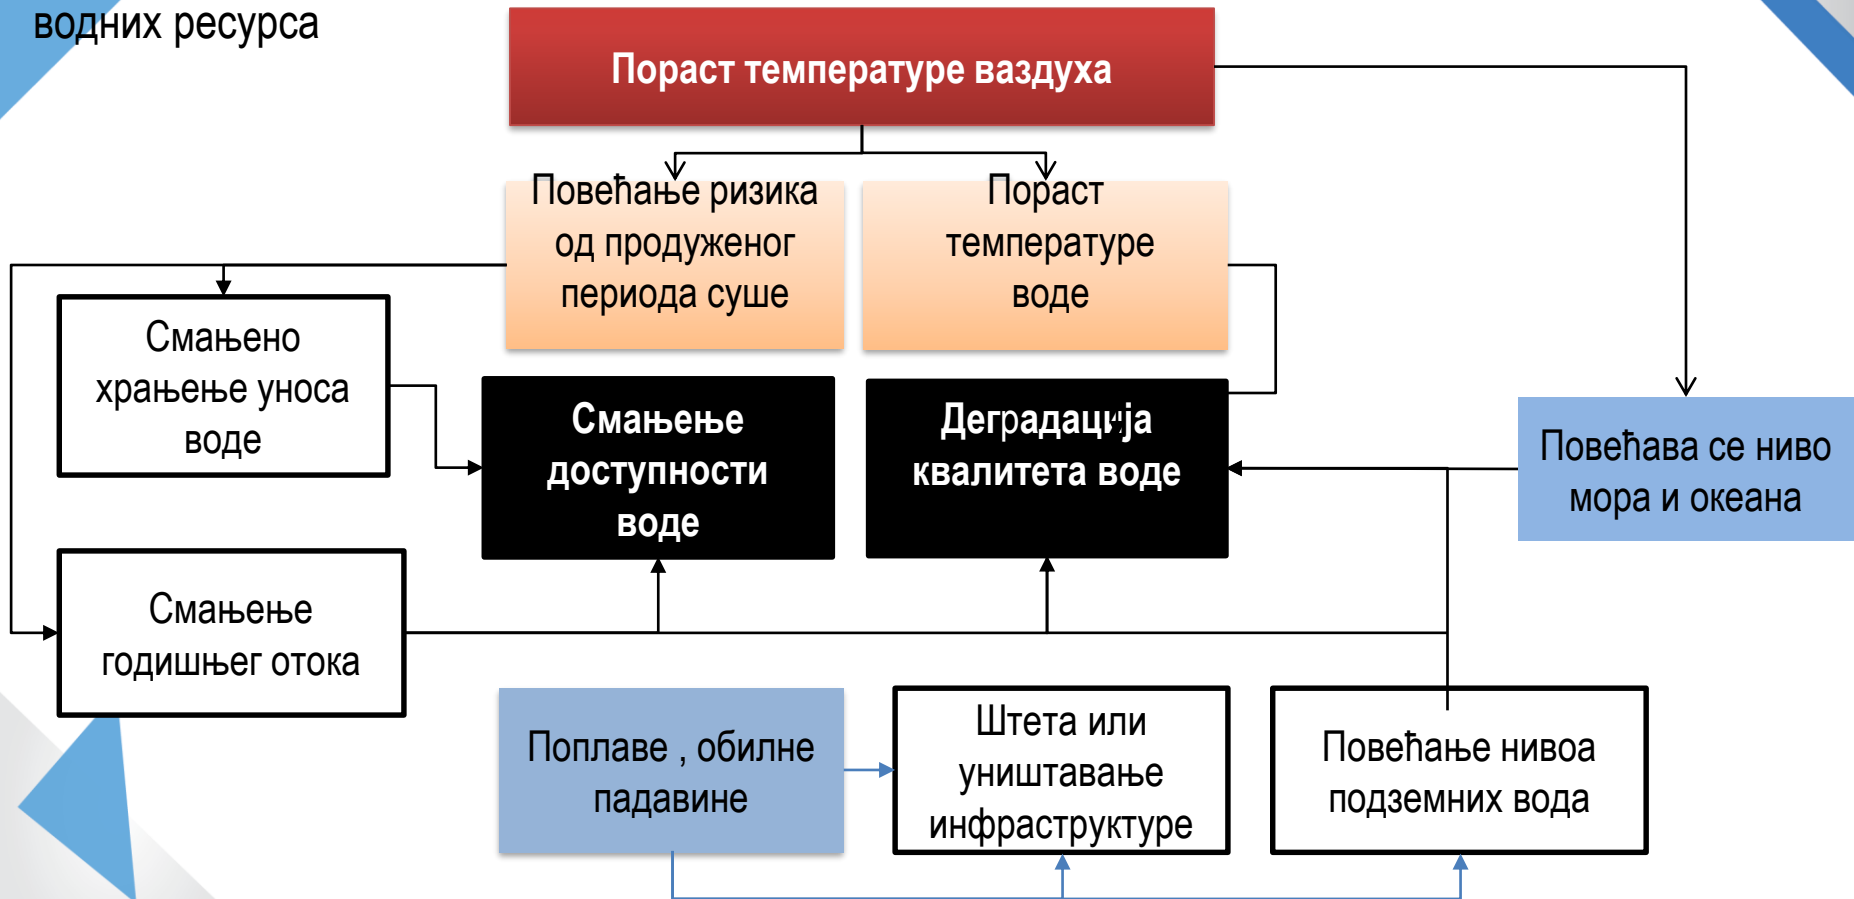 водних ресурса
Пораст температуре ваздуха
Повећање ризика
од продуженог
периода суше
Пораст
температуре
воде
Смањено
храњење уноса
воде
Смањење
доступности
воде
Деградација
квалитета воде
Повећава се ниво
мора и океана
Смањење
годишњег отока
Поплаве , обилне
падавине
Штета или
уништавање
инфраструктуре
Повећање нивоа
подземних вода